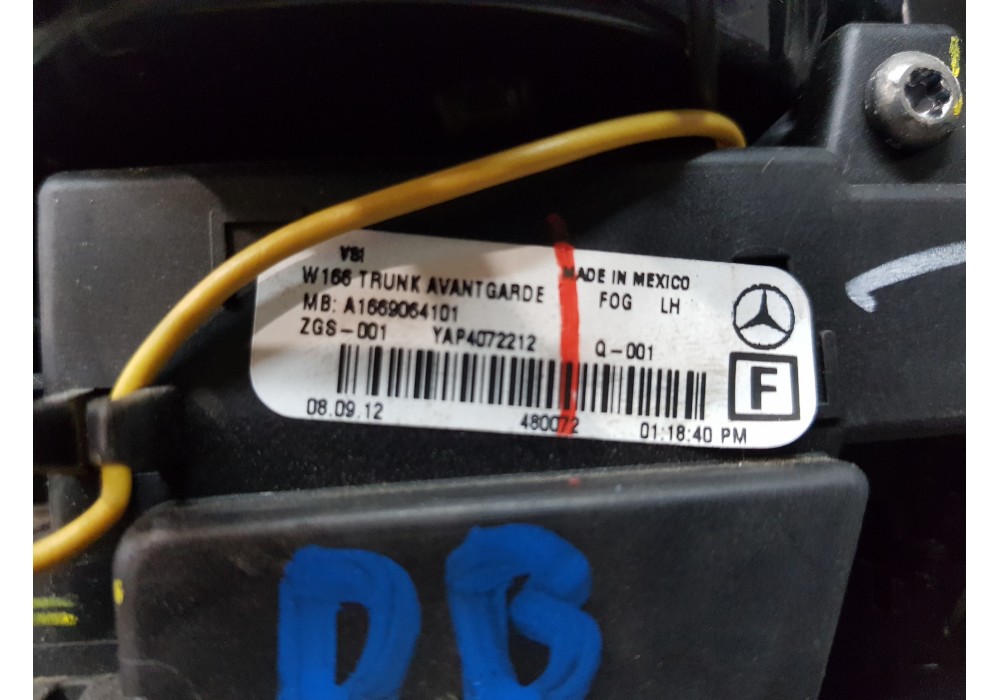 VSI
W166 TRUNK AVANTGARDE MADE IN MEXICO
MB: A1669064101 FOG LH
ZGS-001 YAP4072212 Q-001
F
08.09.12 480072 01:18:40 PM
DB